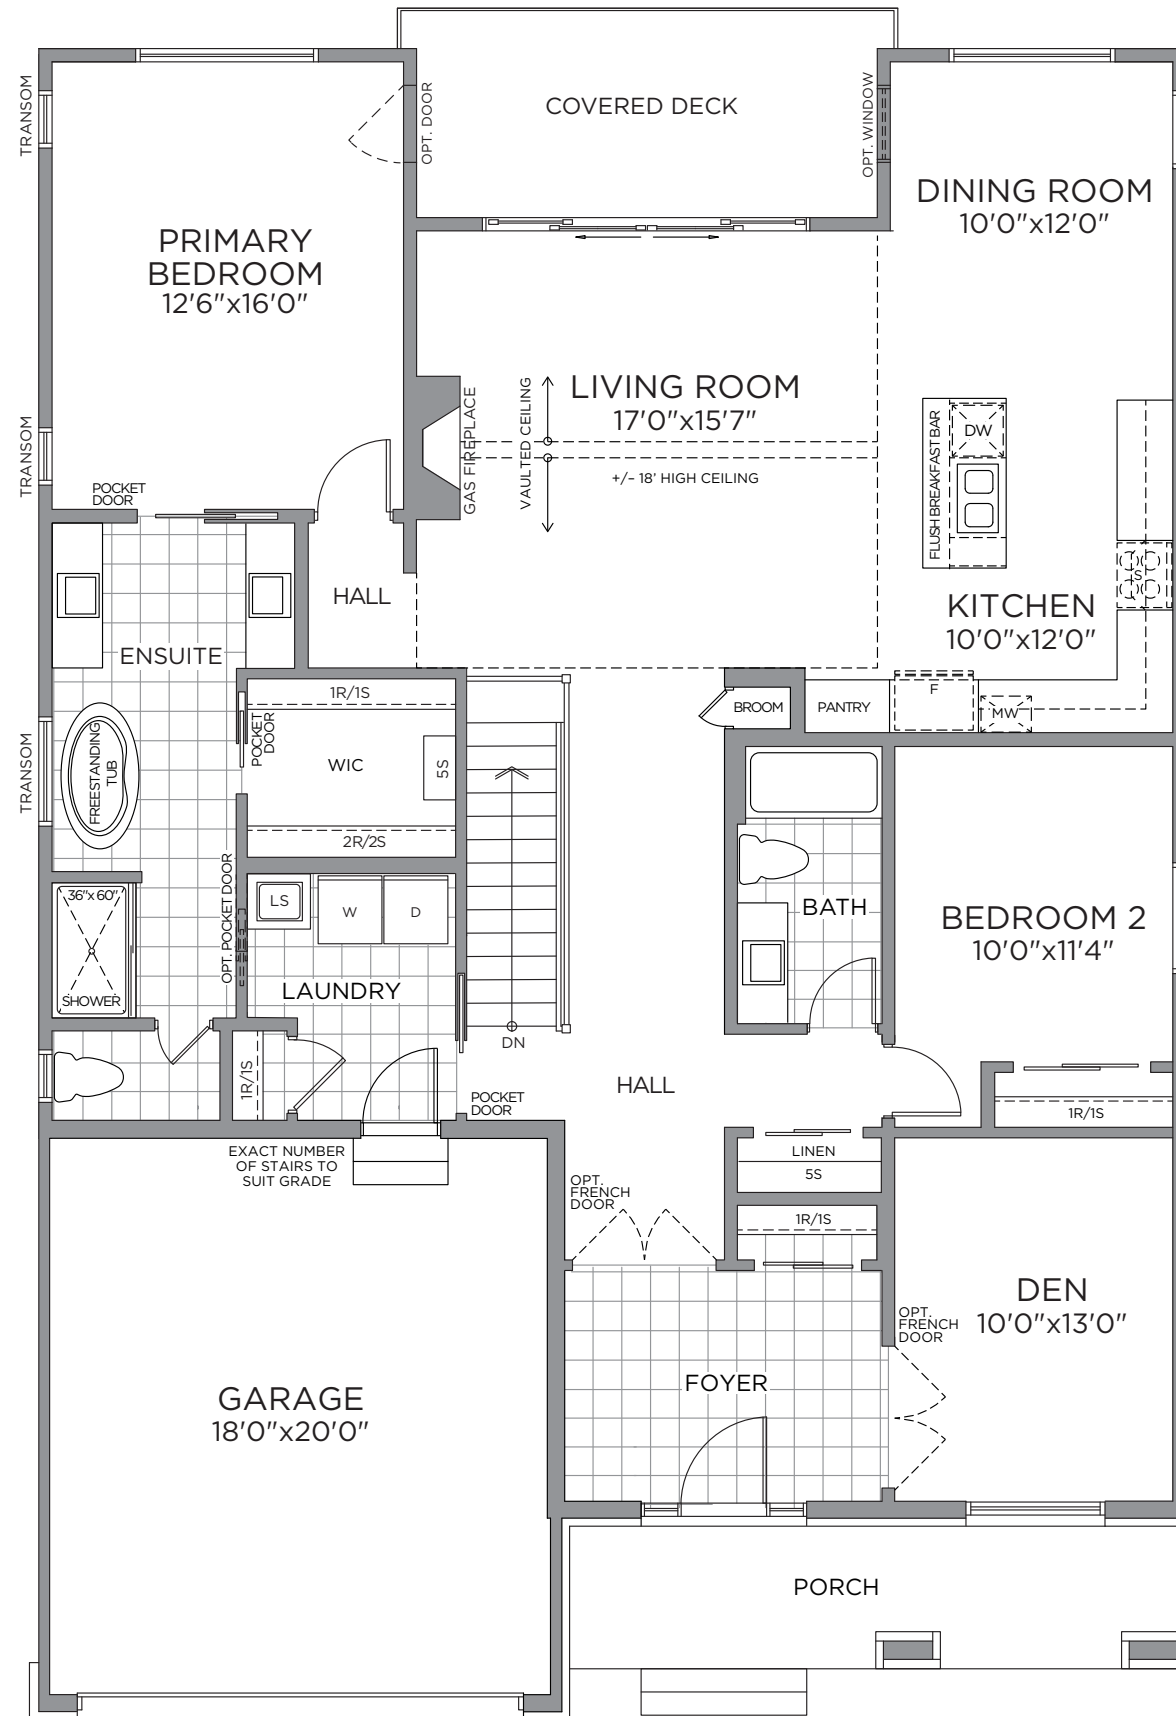 TRANSOM
OPT. DOOR
COVERED DECK
OPT. WINDOW
DINING ROOM
10'0"x12'0"
PRIMARY
BEDROOM
12'6"x16'0"
TRANSOM
POCKET
DOOR
GAS FIREPLACE
VAULTED CEILING
LIVING ROOM
17'0"x15'7"
+/- 18' HIGH CEILING
FLUSH BREAKFAST BAR
DW
S
KITCHEN
10'0"x12'0"
HALL
ENSUITE
1R/1S
POCKET
DOOR
WIC
5S
2R/2S
BROOM
PANTRY
F
MW
TRANSOM
FREESTANDING
TUB
36"x 60"
SHOWER
OPT. POCKET DOOR
LS
W
D
LAUNDRY
1R/1S
DN
POCKET
DOOR
BATH
BEDROOM 2
10'0"x11'4"
1R/1S
HALL
LINEN
5S
1R/1S
EXACT NUMBER
OF STAIRS TO
SUIT GRADE
OPT.
FRENCH
DOOR
DEN
10'0"x13'0"
OPT.
FRENCH
DOOR
FOYER
GARAGE
18'0"x20'0"
PORCH